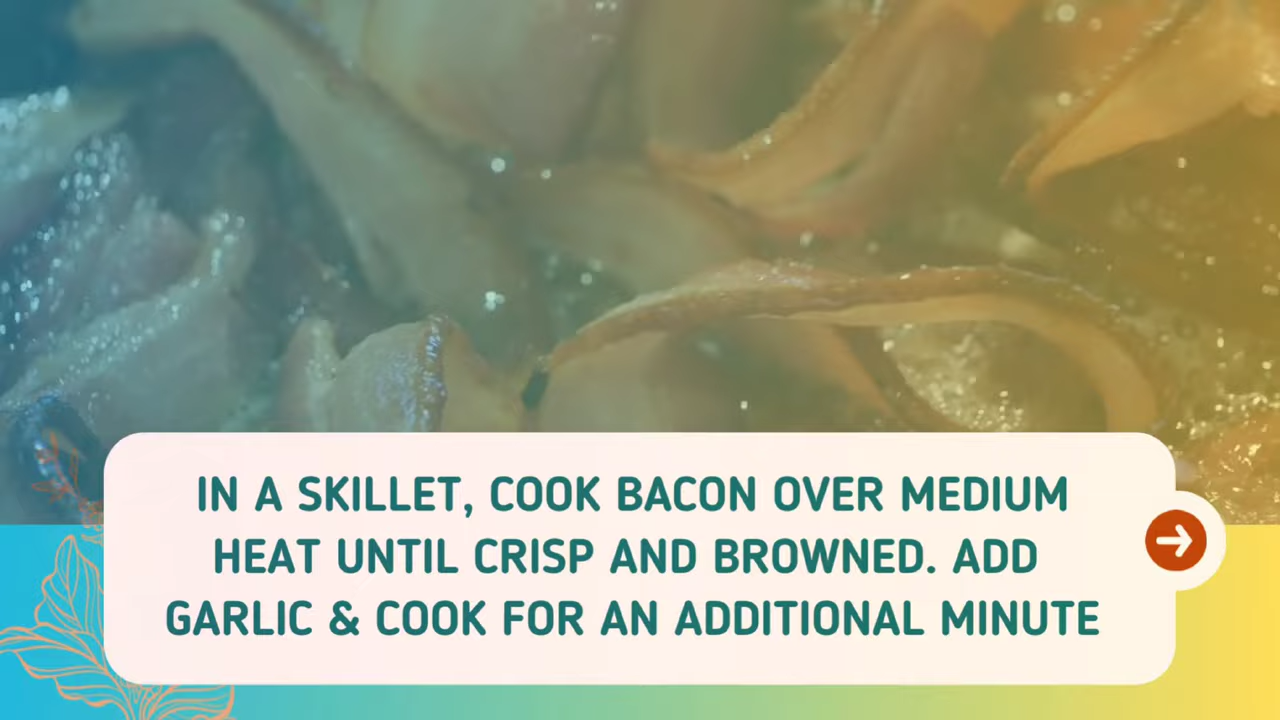 IN A SKILLET, COOK BACON OVER MEDIUM
HEAT UNTIL CRISP AND BROWNED. ADD
GARLIC & COOK FOR AN ADDITIONAL MINUTE